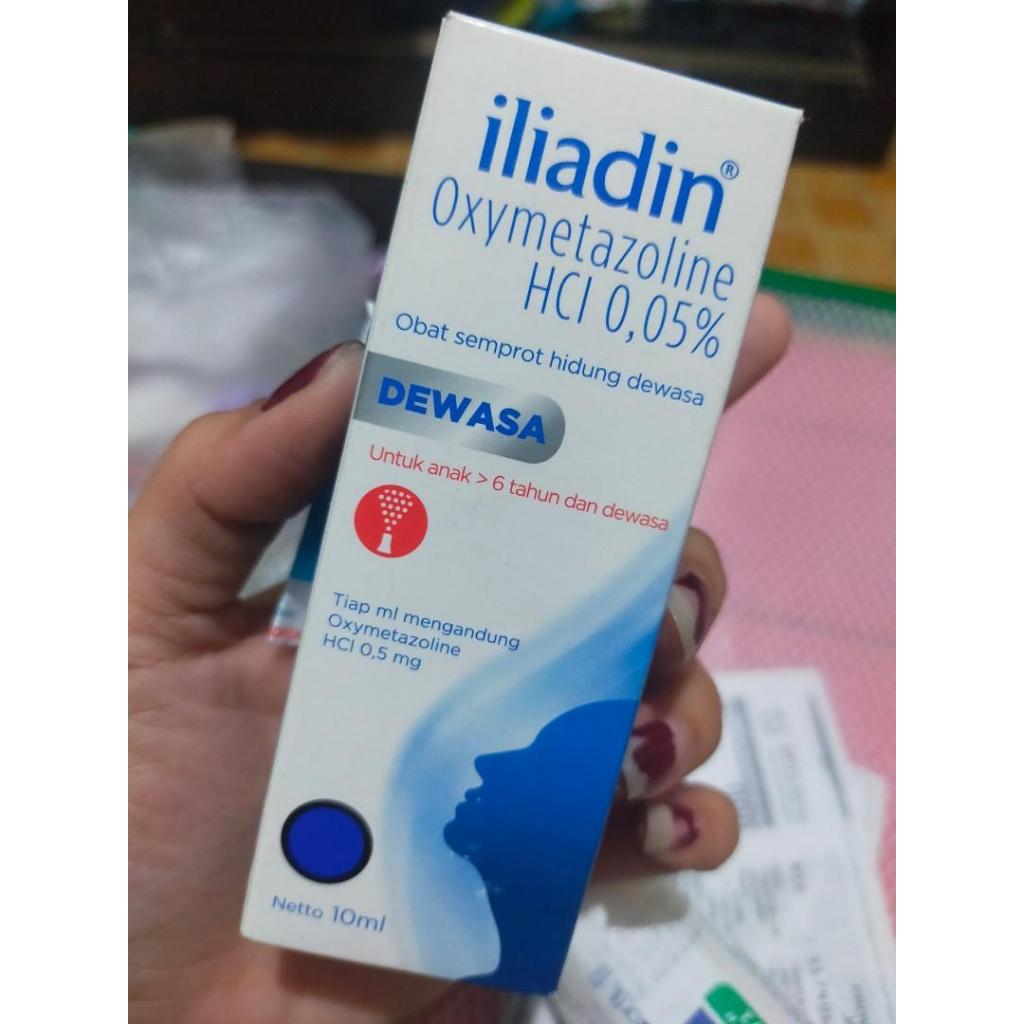 iliadin®
Oxymetazoline
HCl 0,05%
Obat semprot hidung dewasa
DEWASA
Untuk anak > 6 tahun dan dewasa
Tiap ml mengandung
Oxymetazoline
HCl 0,5 mg
Netto 10ml